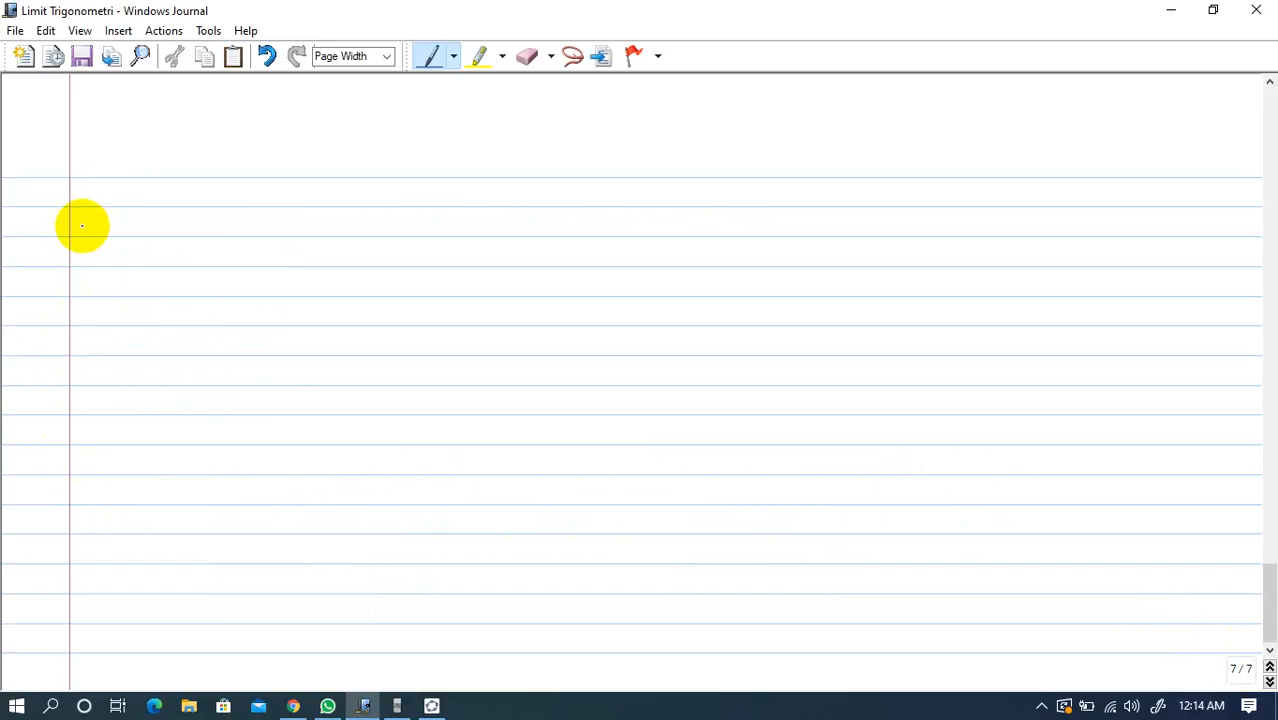 Limit Trigonometri - Windows Journal
File Edit View Insert Actions Tools Help
Page Width
7 / 7
12:14 AM